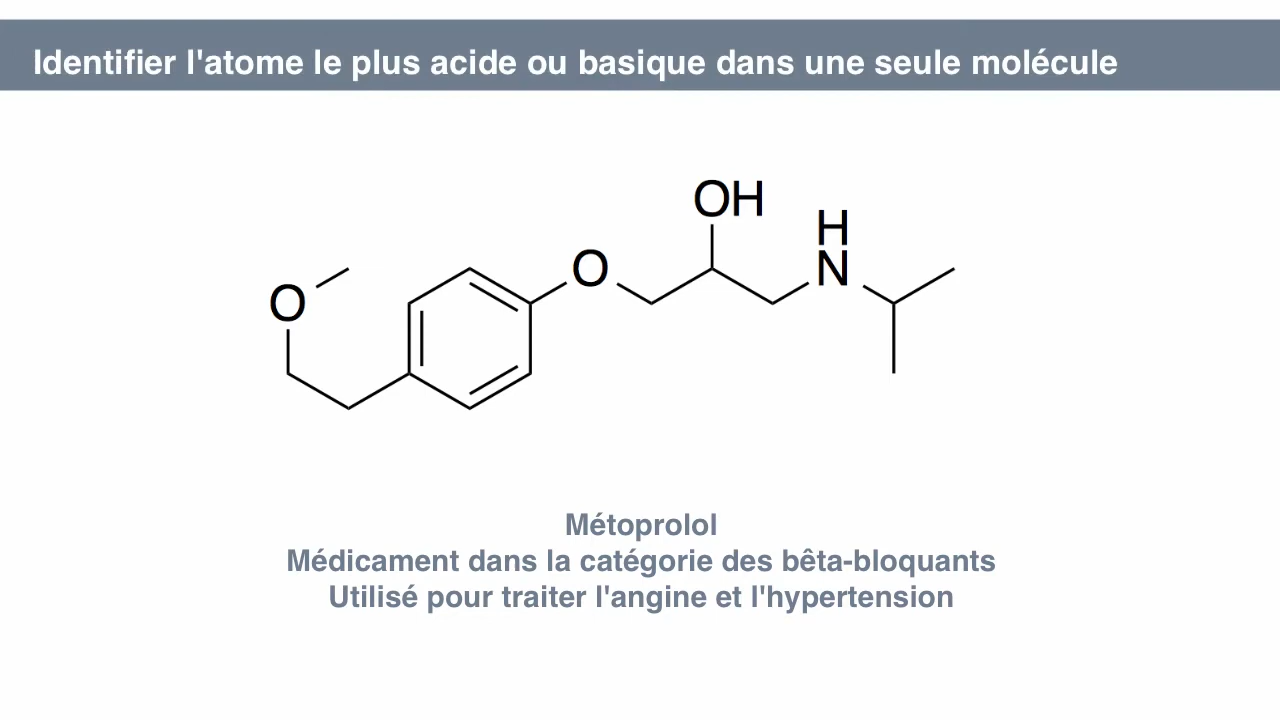 Identifier l'atome le plus acide ou basique dans une seule molécule
OH
H
O
N
O
Métoprolol
Médicament dans la catégorie des bêta-bloquants
Utilisé pour traiter l'angine et l'hypertension